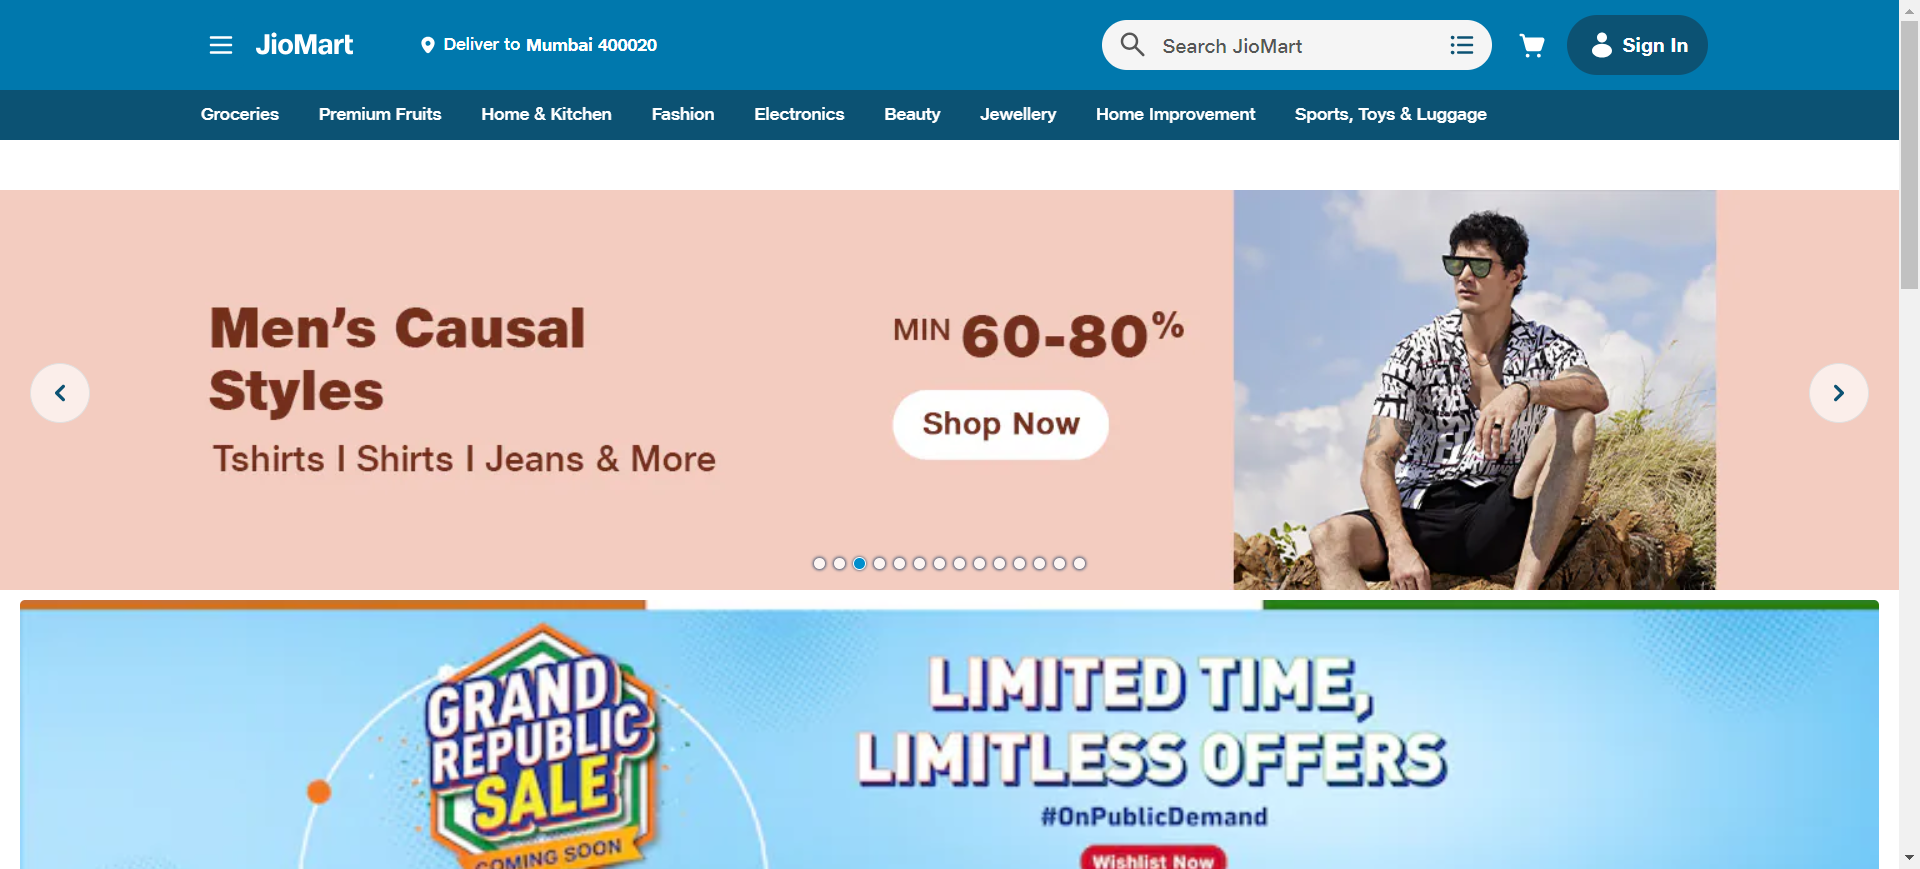 JioMart
Deliver to Mumbai 400020
Search JioMart
Sign In
Groceries
Premium Fruits
Home & Kitchen
Fashion
Electronics
Beauty
Jewellery
Home Improvement
Sports, Toys & Luggage
Men's Causal
Styles
Tshirts I Shirts I Jeans & More
MIN 60-80%
Shop Now
GRAND
REPUBLIC
SALE
COMING SOON
LIMITED TIME,
LIMITLESS OFFERS
#OnPublicDemand
Wishlist Now